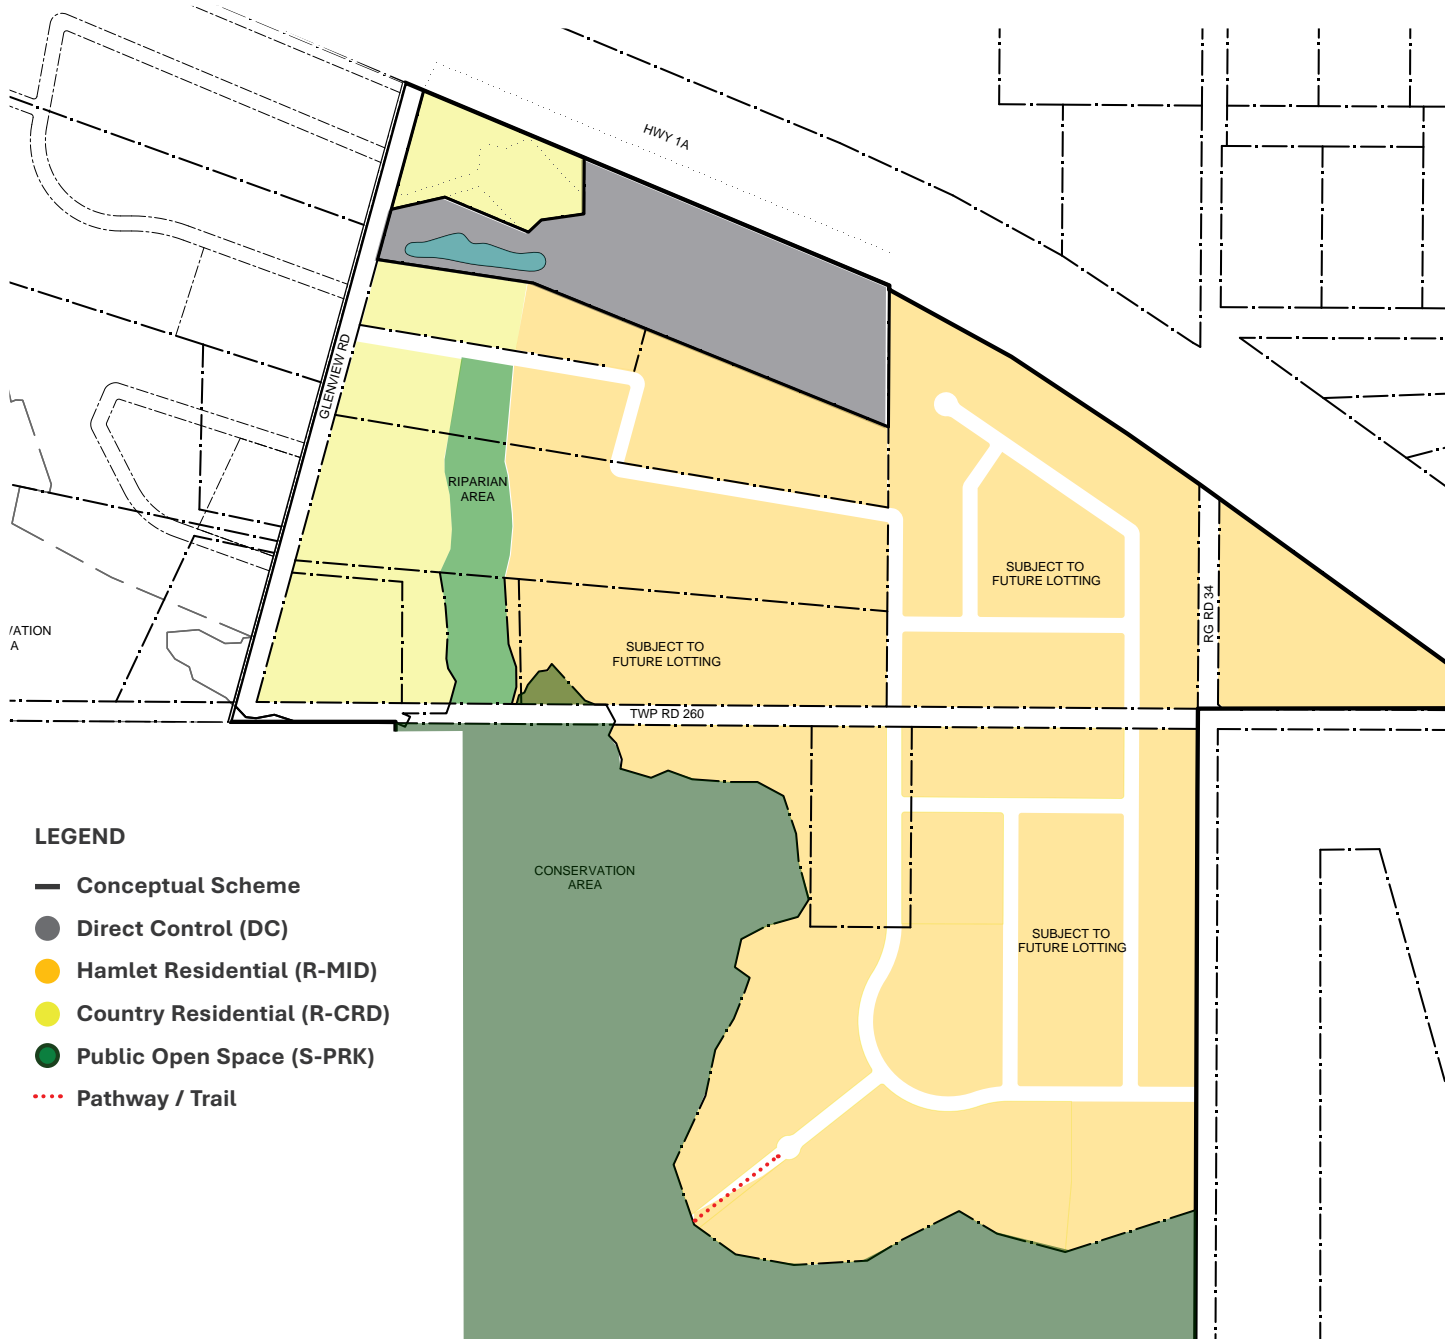 HWY 1A
GLENVIEW RD
RIPARIAN
AREA
SUBJECT TO
FUTURE LOTTING
RG RD 34
VATION
A
SUBJECT TO
FUTURE LOTTING
TWP RD 260
LEGEND
Conceptual Scheme
Direct Control (DC)
Hamlet Residential (R-MID)
Country Residential (R-CRD)
Public Open Space (S-PRK)
Pathway / Trail
CONSERVATION
AREA
SUBJECT TO
FUTURE LOTTING